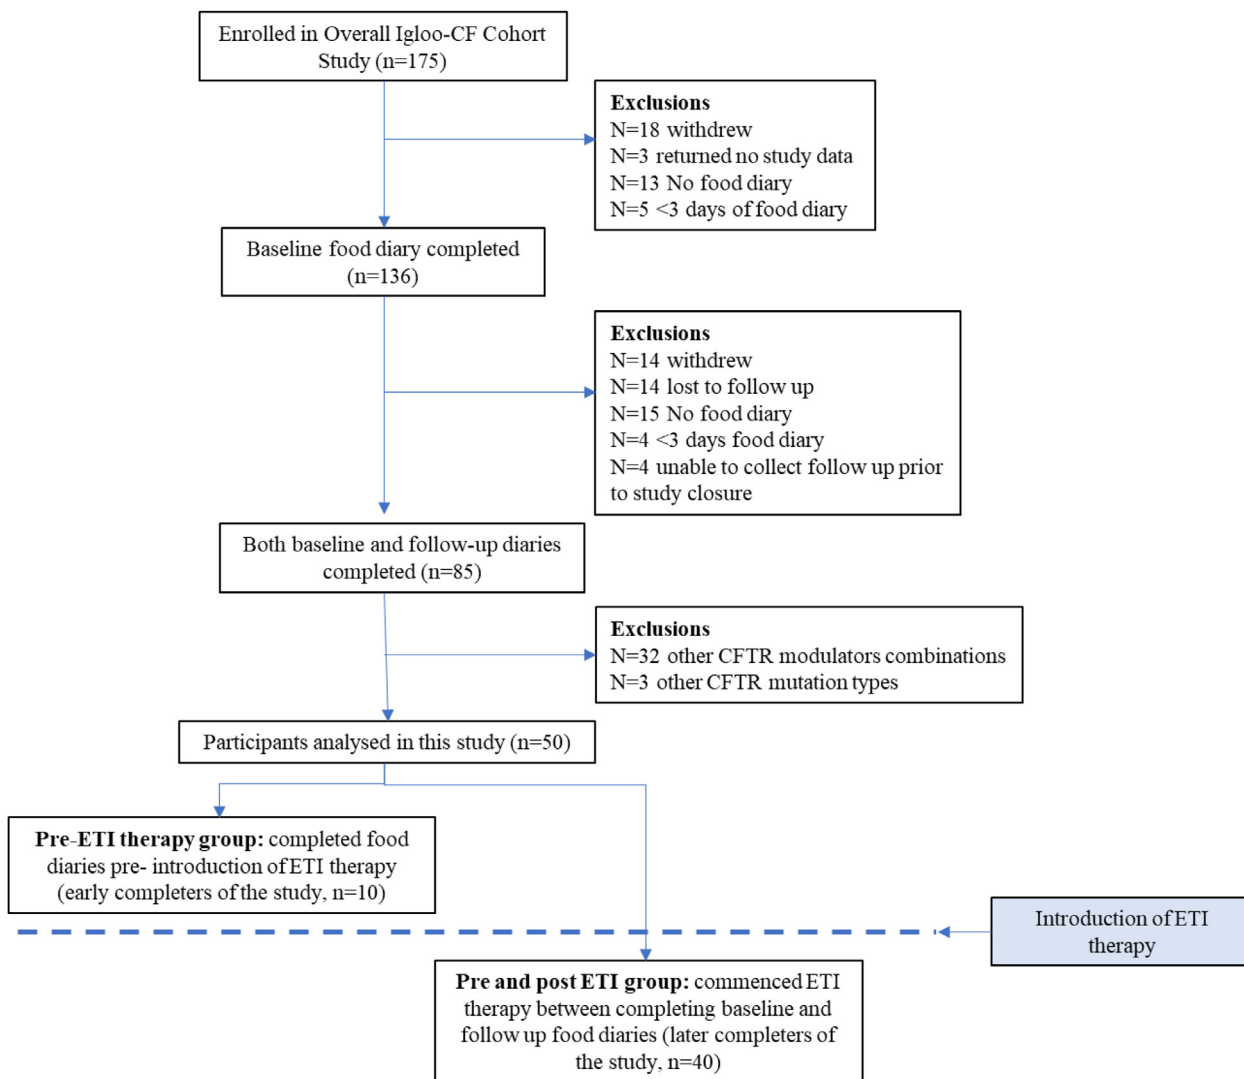 Enrolled in Overall Igloo-CF Cohort
Study (n=175)
Exclusions
N=18 withdrew
N=3 returned no study data
N=13 No food diary
N=5 <3 days of food diary
Baseline food diary completed
(n=136)
Exclusions
N=14 withdrew
N=14 lost to follow up
N=15 No food diary
N=4 <3 days food diary
N=4 unable to collect follow up prior
to study closure
Both baseline and follow-up diaries
completed (n=85)
Exclusions
N=32 other CFTR modulators combinations
N=3 other CFTR mutation types
Participants analysed in this study (n=50)
Pre-ETI therapy group: completed food
diaries pre- introduction of ETI therapy
(early completers of the study, n=10)
Introduction of ETI
therapy
Pre and post ETI group: commenced ETI
therapy between completing baseline and
follow up food diaries (later completers of
the study, n=40)